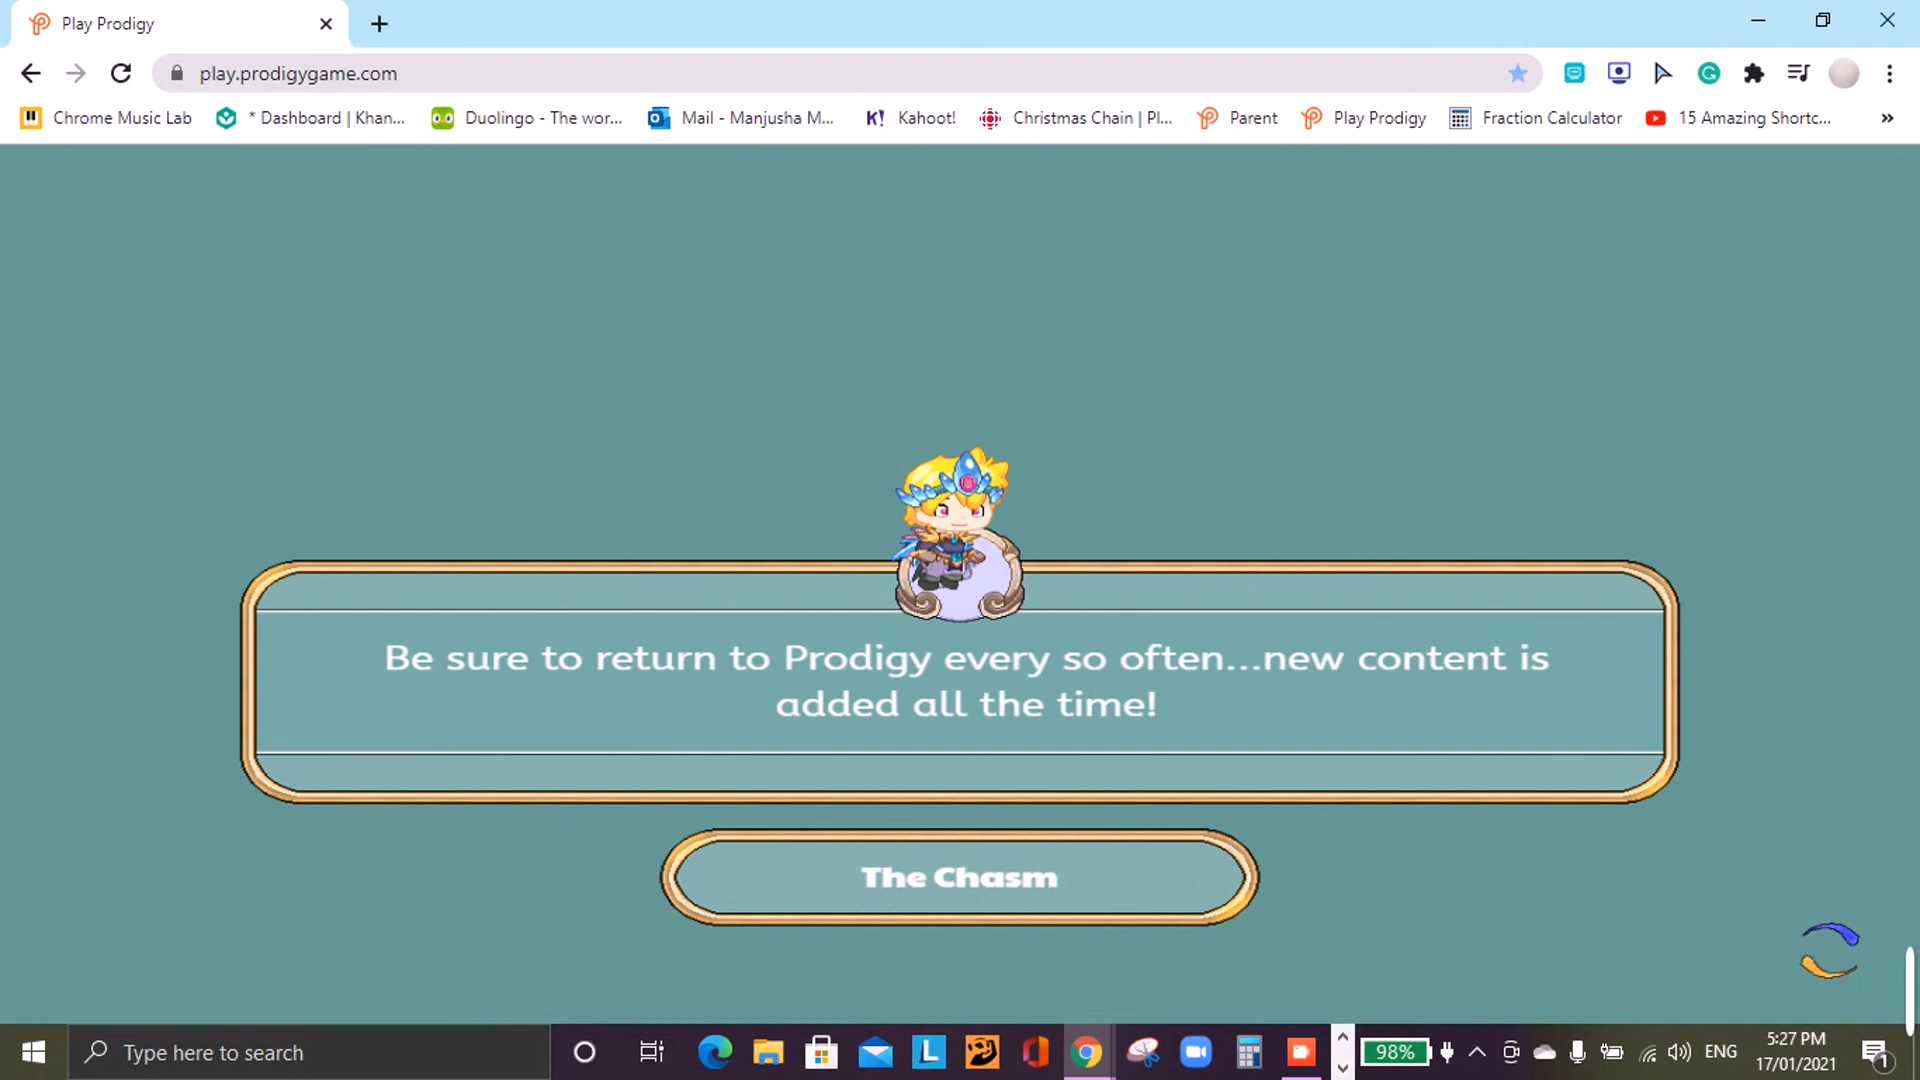 Play Prodigy
play.prodigygame.com
Chrome Music Lab
* Dashboard | Khan...
Duolingo - The wor...
Mail - Manjusha M...
K! Kahoot!
Christmas Chain | Pl...
Parent
Play Prodigy
Fraction Calculator
15 Amazing Shortc...
»
Be sure to return to Prodigy every so often...new content is
added all the time!
The Chasm
Type here to search
98%
ENG
5:27 PM
17/01/2021
1